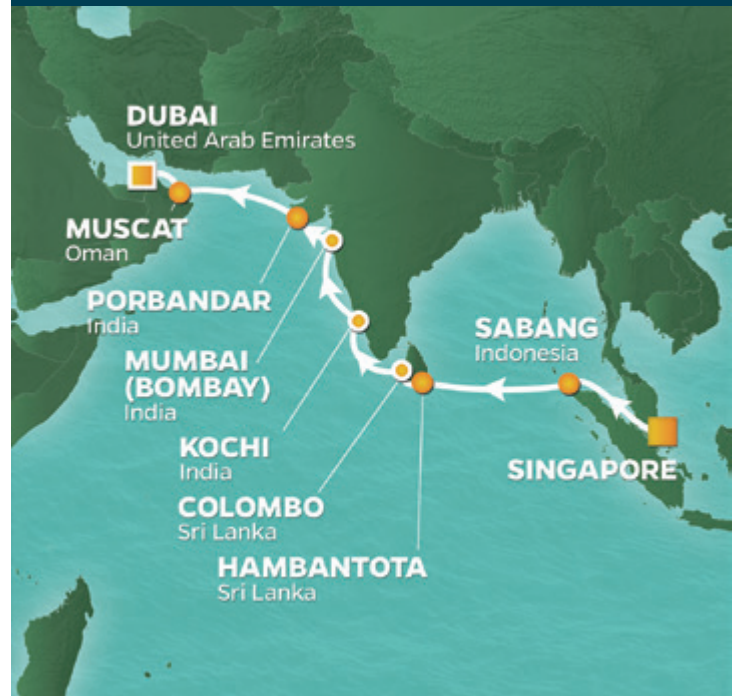 DUBAI
United Arab Emirates
MUSCAT
Oman
PORBANDAR
India
MUMBAI
(BOMBAY)
India
KOCHI
India
COLOMBO
Sri Lanka
HAMBANTOTA
Sri Lanka
SABANG
Indonesia
SINGAPORE